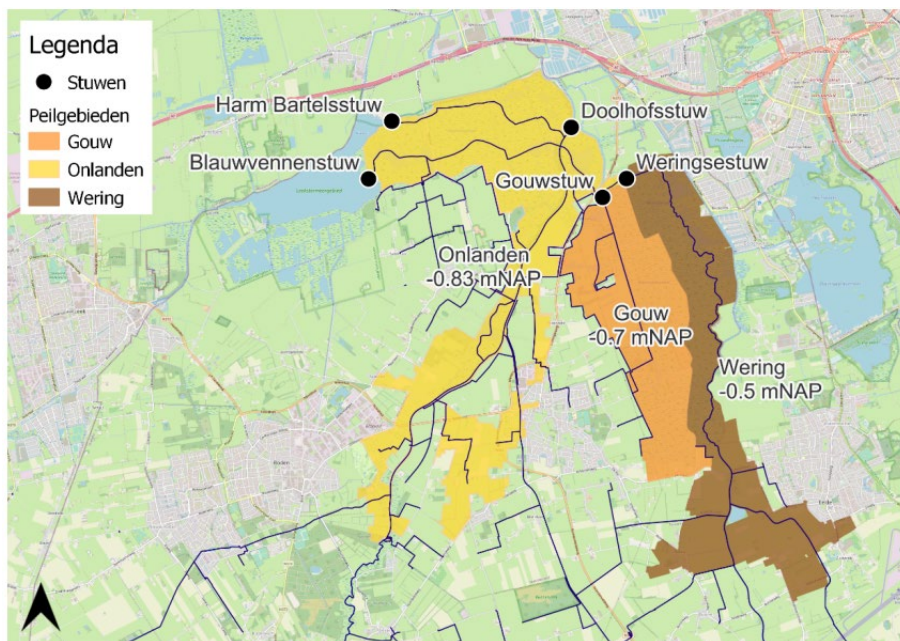 Legenda
Stuwen
Peilgebieden
Gouw
Onlanden
Wering
Harm Bartelsstuw
Doolhofsstuw
Blauwvennenstuw
Weringsestuw
Gouwstuw
Onlanden
-0.83 mNAP
Gouw
-0.7 mNAP
Wering
-0.5 mNAP